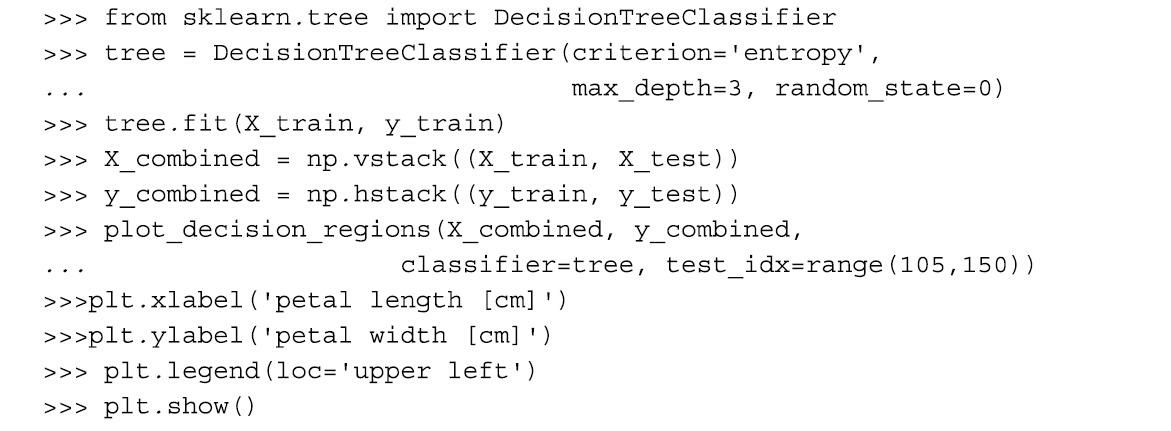 >>> from sklearn.tree import DecisionTreeClassifier
>>> tree = DecisionTreeClassifier(criterion='entropy',
...                               max_depth=3, random_state=0)
>>> tree.fit(X_train, y_train)
>>> X_combined = np.vstack((X_train, X_test))
>>> y_combined = np.hstack((y_train, y_test))
>>> plot_decision_regions(X_combined, y_combined,
...                    classifier=tree, test_idx=range(105,150))
>>>plt.xlabel('petal length [cm]')
>>>plt.ylabel('petal width [cm]')
>>> plt.legend(loc='upper left')
>>> plt.show()